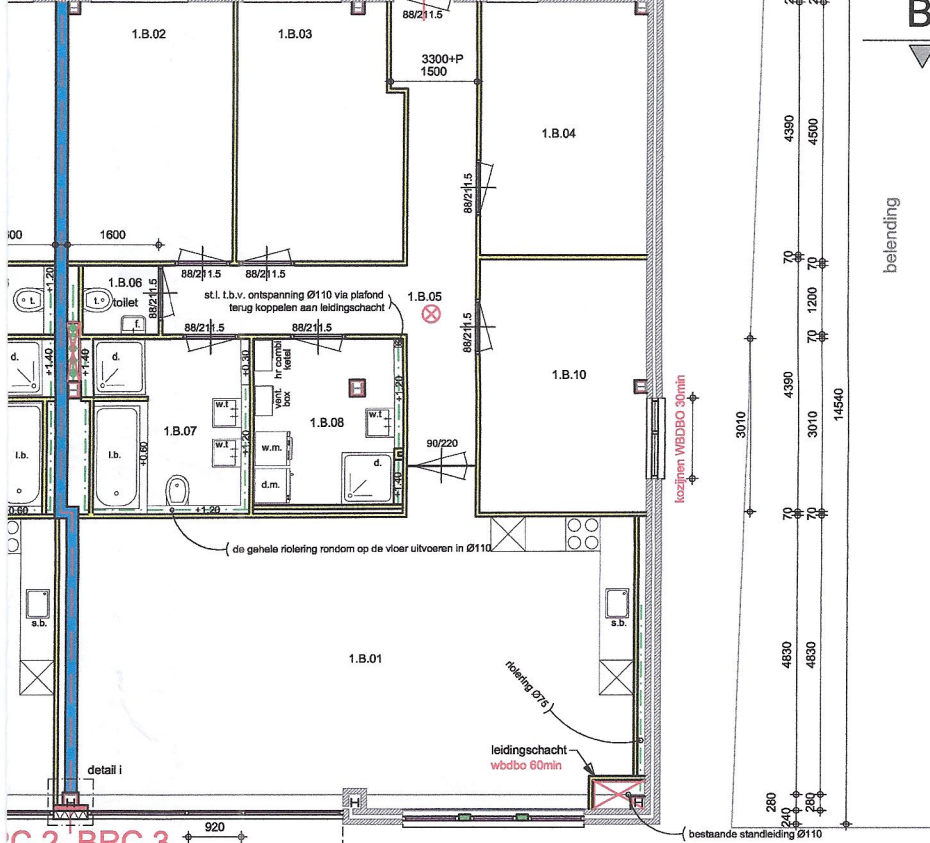 88/211.5
B
1.B.02
1.B.03
3300+P
1500
1.B.04
4390
4500
88/211.5
belending
1600
70
70
88/211.5
88/211.5
+1.20
1.B.06
toilet
t.
t.
f.
88/211.5
st.l. t.b.v. ontspanning Ø110 via plafond
terug koppelen aan leidingschacht
1.B.05
1200
88/211.5
88/211.5
88/211.5
70
70
d.
+1.40
+1.40
d.
+0.30
hr combi
ketel
vent.
box
+1.20
1.B.10
kozijnen WBDBO 30min
3010
4390
3010
14540
w.t
w.t
w.t
1.B.07
1.B.08
l.b.
l.b.
+0.60
+1.20
w.m.
d.m.
d.
+1.40
90/220
0.60
+1.20
70
70
de gehele riolering rondom op de vloer uitvoeren in Ø110
s.b.
s.b.
1.B.01
4830
4830
riolering Ø75
leidingschacht
wbdbo 60min
detail i
280
280
240
920
bestaande standleiding Ø110